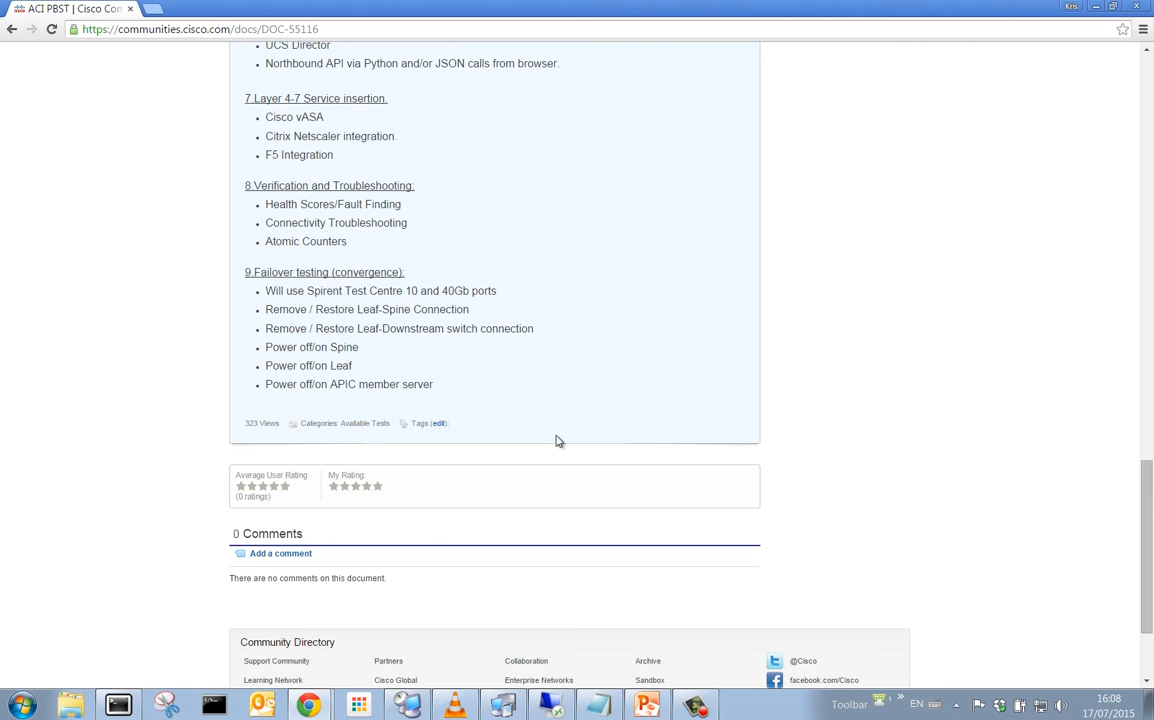 ACI PBST | Cisco Con
Kris
https://communities.cisco.com/docs/DOC-55116
UCS Director
Northbound API via Python and/or JSON calls from browser.
7.Layer 4-7 Service insertion.
Cisco vASA
Citrix Netscaler integration.
F5 Integration
8.Verification and Troubleshooting:
Health Scores/Fault Finding
Connectivity Troubleshooting
Atomic Counters
9.Failover testing (convergence):
Will use Spirent Test Centre 10 and 40Gb ports
Remove / Restore Leaf-Spine Connection
Remove / Restore Leaf-Downstream switch connection
Power off/on Spine
Power off/on Leaf
Power off/on APIC member server
323 Views Categories: Available Tests Tags (edit):
Average User Rating My Rating:
(0 ratings)
0 Comments
Add a comment
There are no comments on this document.
Community Directory
Support Community Partners Collaboration Archive @Cisco
Learning Network Cisco Global Enterprise Networks Sandbox facebook.com/Cisco
Toolbar » EN 16:08
17/07/2015